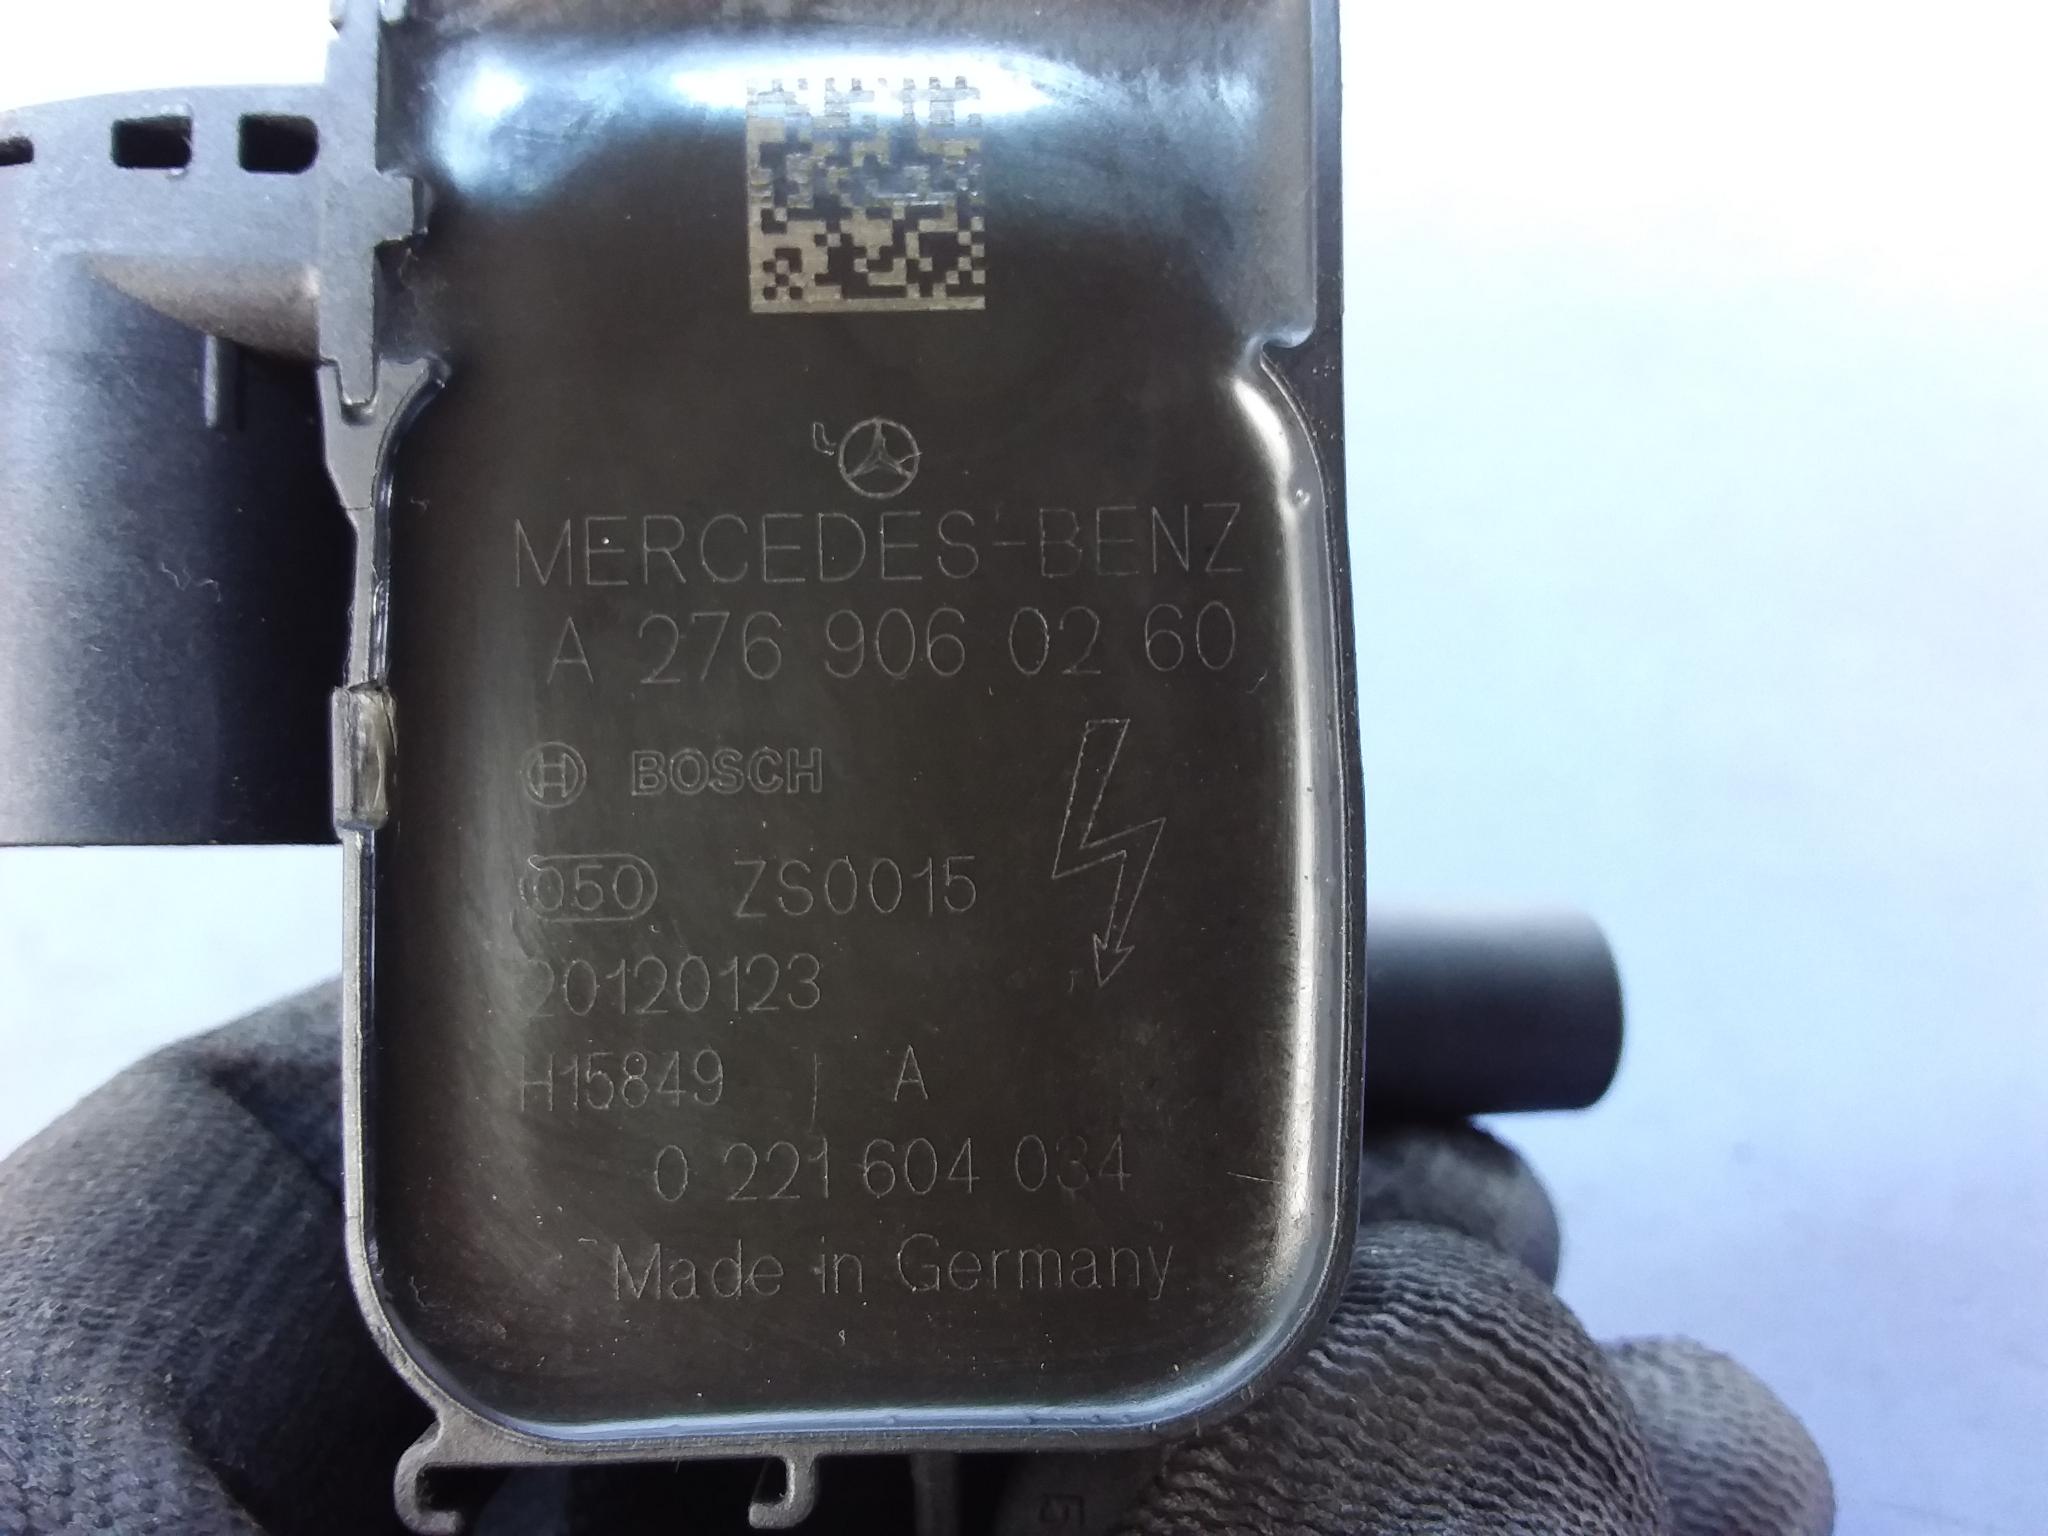 MERCEDES-BENZ
A 276 906 02 60
BOSCH
050 ZS0015
20120123
H15849 / A
0 221 604 034
Made in Germany